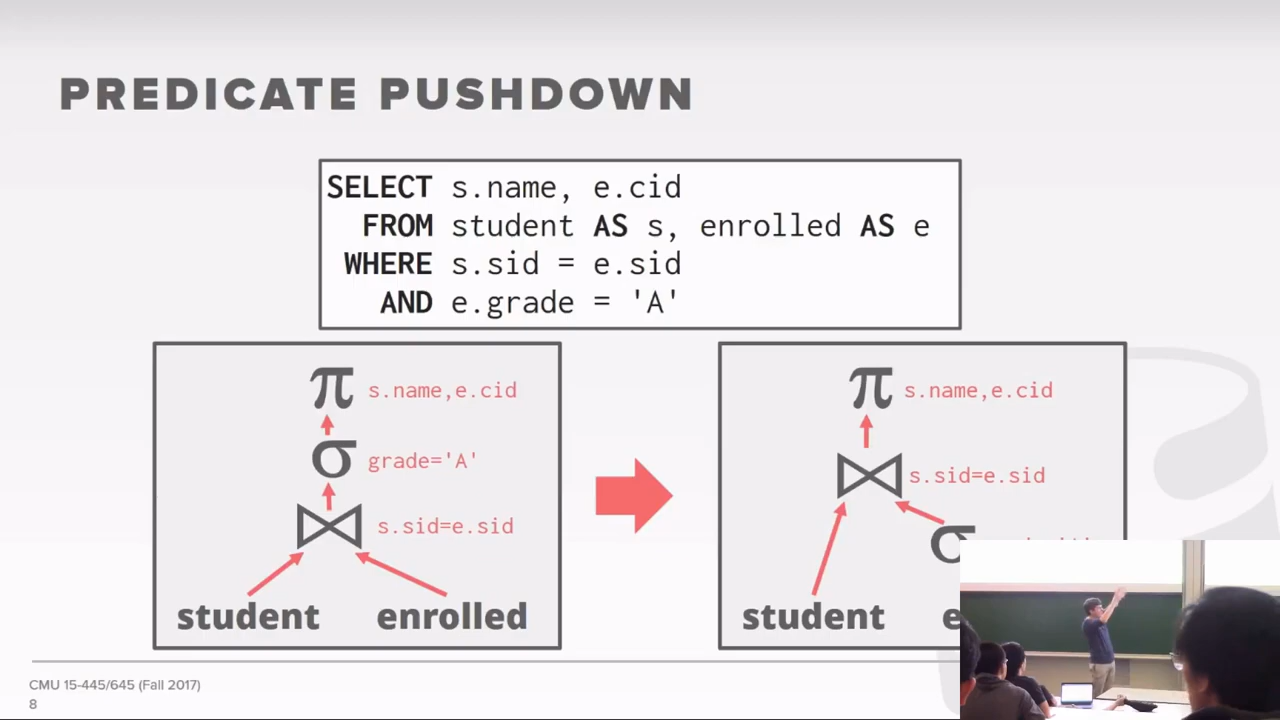 PREDICATE PUSHDOWN
SELECT s.name, e.cid
FROM student AS s, enrolled AS e
WHERE s.sid = e.sid
AND e.grade = 'A'
π s.name,e.cid
σ grade='A'
⋈ s.sid=e.sid
student enrolled
π s.name,e.cid
⋈ s.sid=e.sid
σ
student
CMU 15-445/645 (Fall 2017)
8